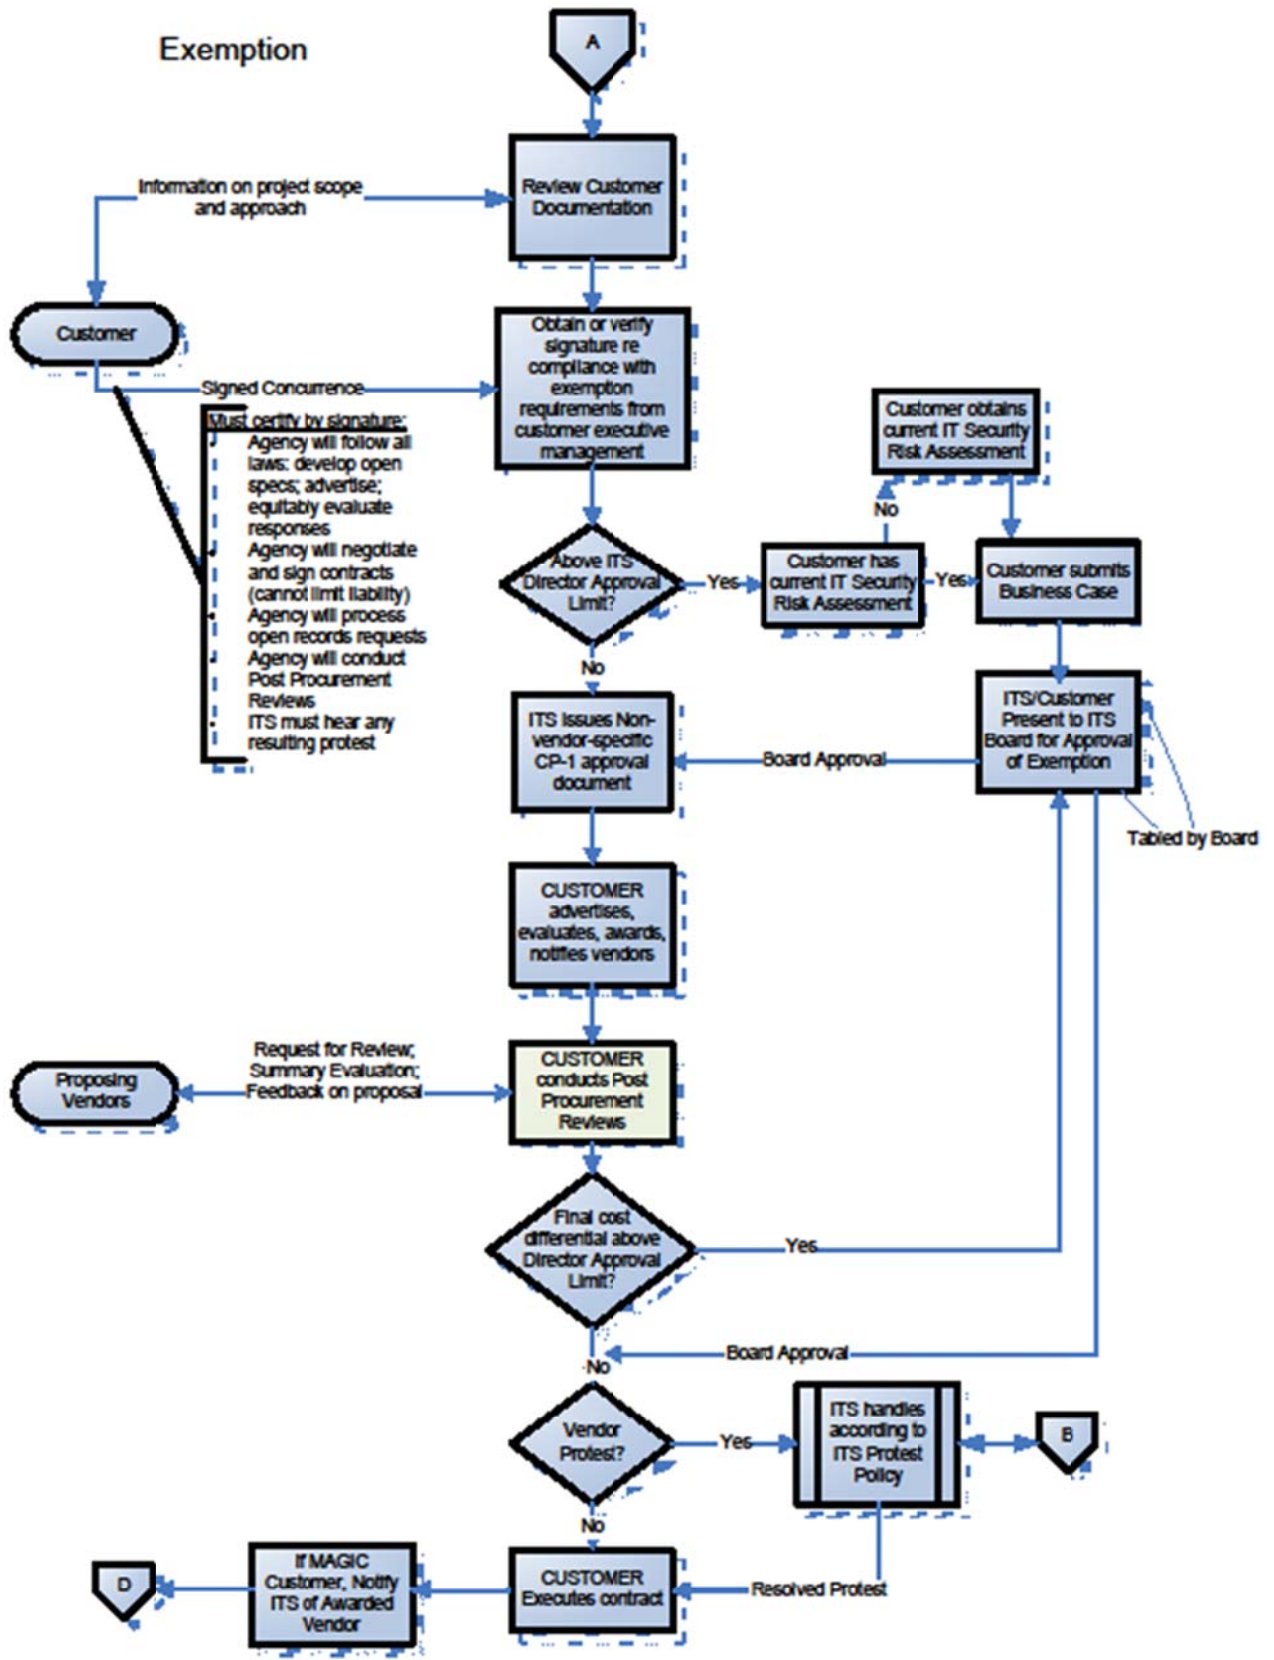 Exemption
A
Information on project scope
and approach
Review Customer
Documentation
Customer
Signed Concurrence
Obtain or verify
signature re
compliance with
exemption
requirements from
customer executive
management
Must certify by signature:
Agency will follow all
laws: develop open
specs; advertise;
equitably evaluate
responses
Agency will negotiate
and sign contracts
(cannot limit liability)
Agency will process
open records requests
Agency will conduct
Post Procurement
Reviews
ITS must hear any
resulting protest
Customer obtains
current IT Security
Risk Assessment
No
Above ITS
Director Approval
Limit?
Yes
Customer has
current IT Security
Risk Assessment
Yes
Customer submits
Business Case
No
ITS Issues Non-
vendor-specific
CP-1 approval
document
Board Approval
ITS/Customer
Present to ITS
Board for Approval
of Exemption
Tabled by Board
CUSTOMER
advertises,
evaluates, awards,
notifies vendors
Proposing
Vendors
Request for Review;
Summary Evaluation;
Feedback on proposal
CUSTOMER
conducts Post
Procurement
Reviews
Final cost
differential above
Director Approval
Limit?
Yes
Board Approval
No
Vendor
Protest?
Yes
ITS handles
according to
ITS Protest
Policy
B
No
D
If MAGIC
Customer, Notify
ITS of Awarded
Vendor
CUSTOMER
Executes contract
Resolved Protest